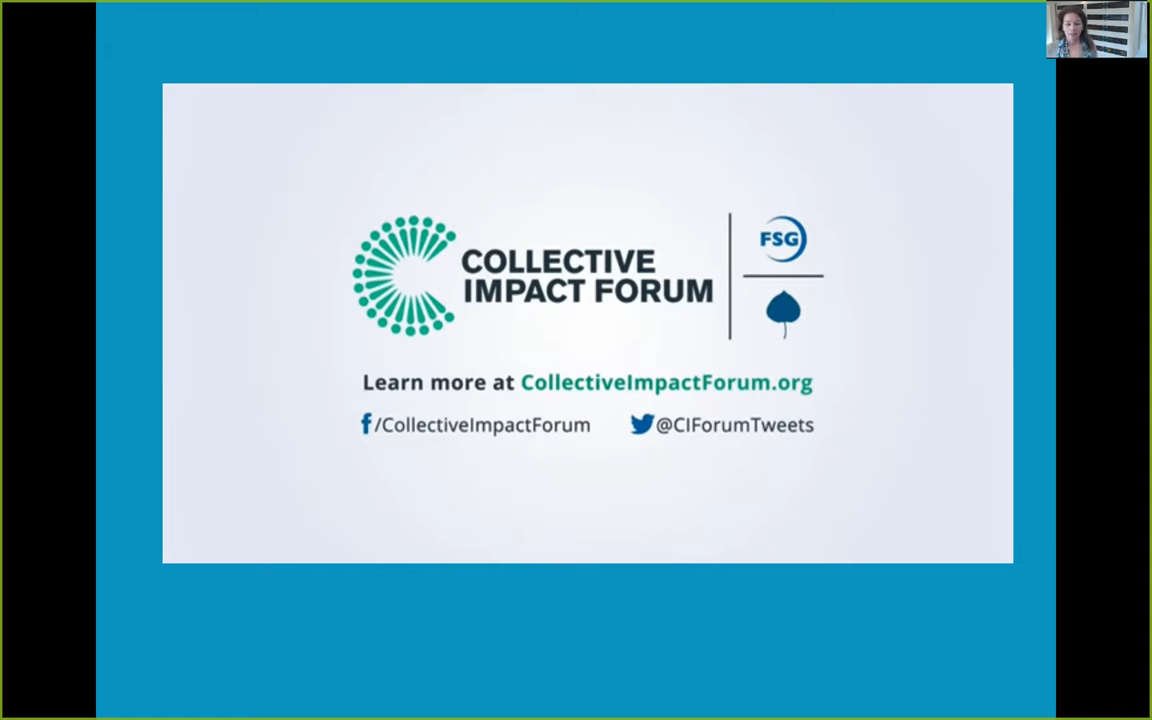 COLLECTIVE
IMPACT FORUM
FSG
Learn more at CollectiveImpactForum.org
f/CollectiveImpactForum @CIForumTweets